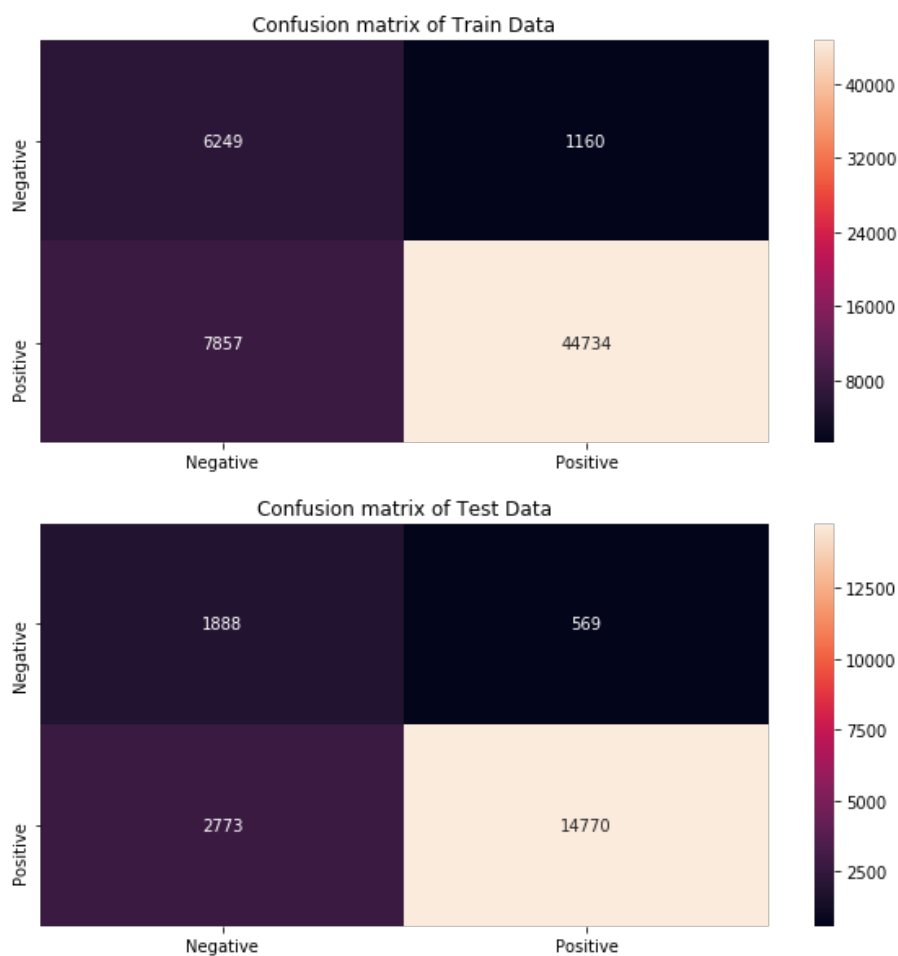 Confusion matrix of Train Data
40000
Negative
6249
1160
32000
24000
16000
Positive
7857
44734
8000
Negative
Positive
Confusion matrix of Test Data
12500
Negative
1888
569
10000
7500
5000
Positive
2773
14770
2500
Negative
Positive